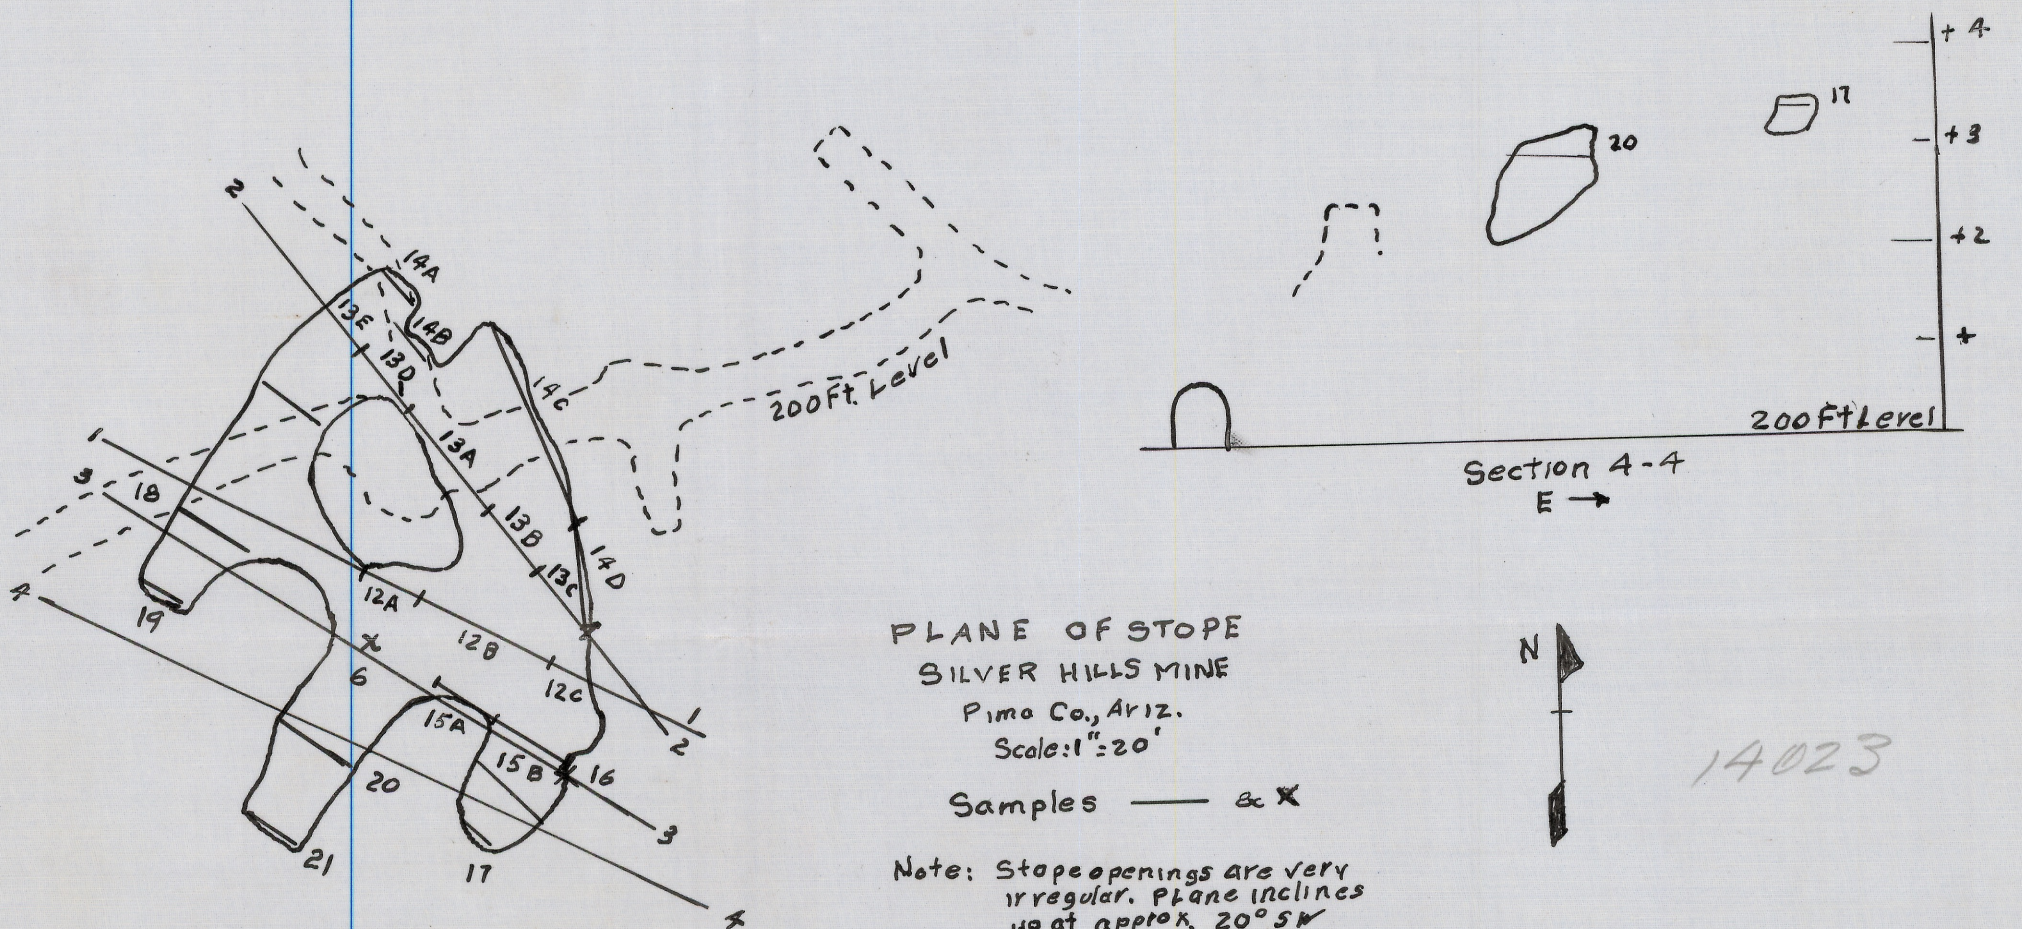 2
14A
13E
14B
13D
14C
200 Ft. Level
1
13A
3
18
13B
14D
13C
4
12A
19
12B
6
12C
15A
1
2
15B
16
20
3
21
17
4
+ 4
17
+ 3
20
+ 2
+
200 Ft Level
Section 4-4
E
PLANE OF STOPE
SILVER HILLS MINE
Pima Co., Ariz.
Scale: 1" = 20'
Samples — & X
N
14023
Note: Stope openings are very
irregular. Plane inclines
up at approx. 20° SW